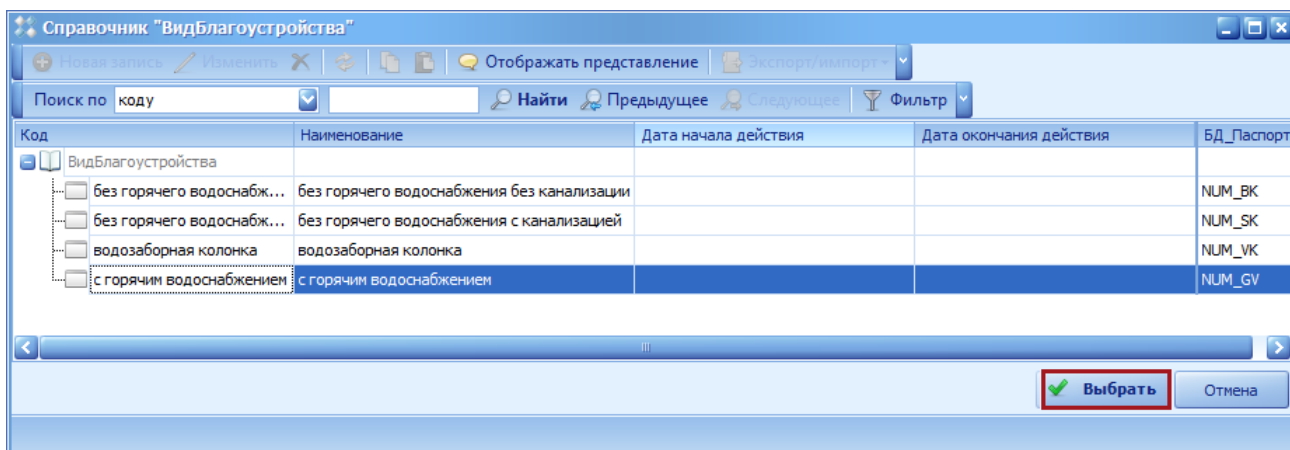 Справочник "ВидБлагоустройства"
Новая запись Изменить Отображать представление Экспорт/импорт
Поиск по коду Найти Предыдущее Следующее Фильтр
Код Наименование Дата начала действия Дата окончания действия БД_Паспорт
ВидБлагоустройства
без горячего водоснабж... без горячего водоснабжения без канализации NUM_BK
без горячего водоснабж... без горячего водоснабжения с канализацией NUM_SK
водозаборная колонка водозаборная колонка NUM_VK
с горячим водоснабжением с горячим водоснабжением NUM_GV
Выбрать Отмена